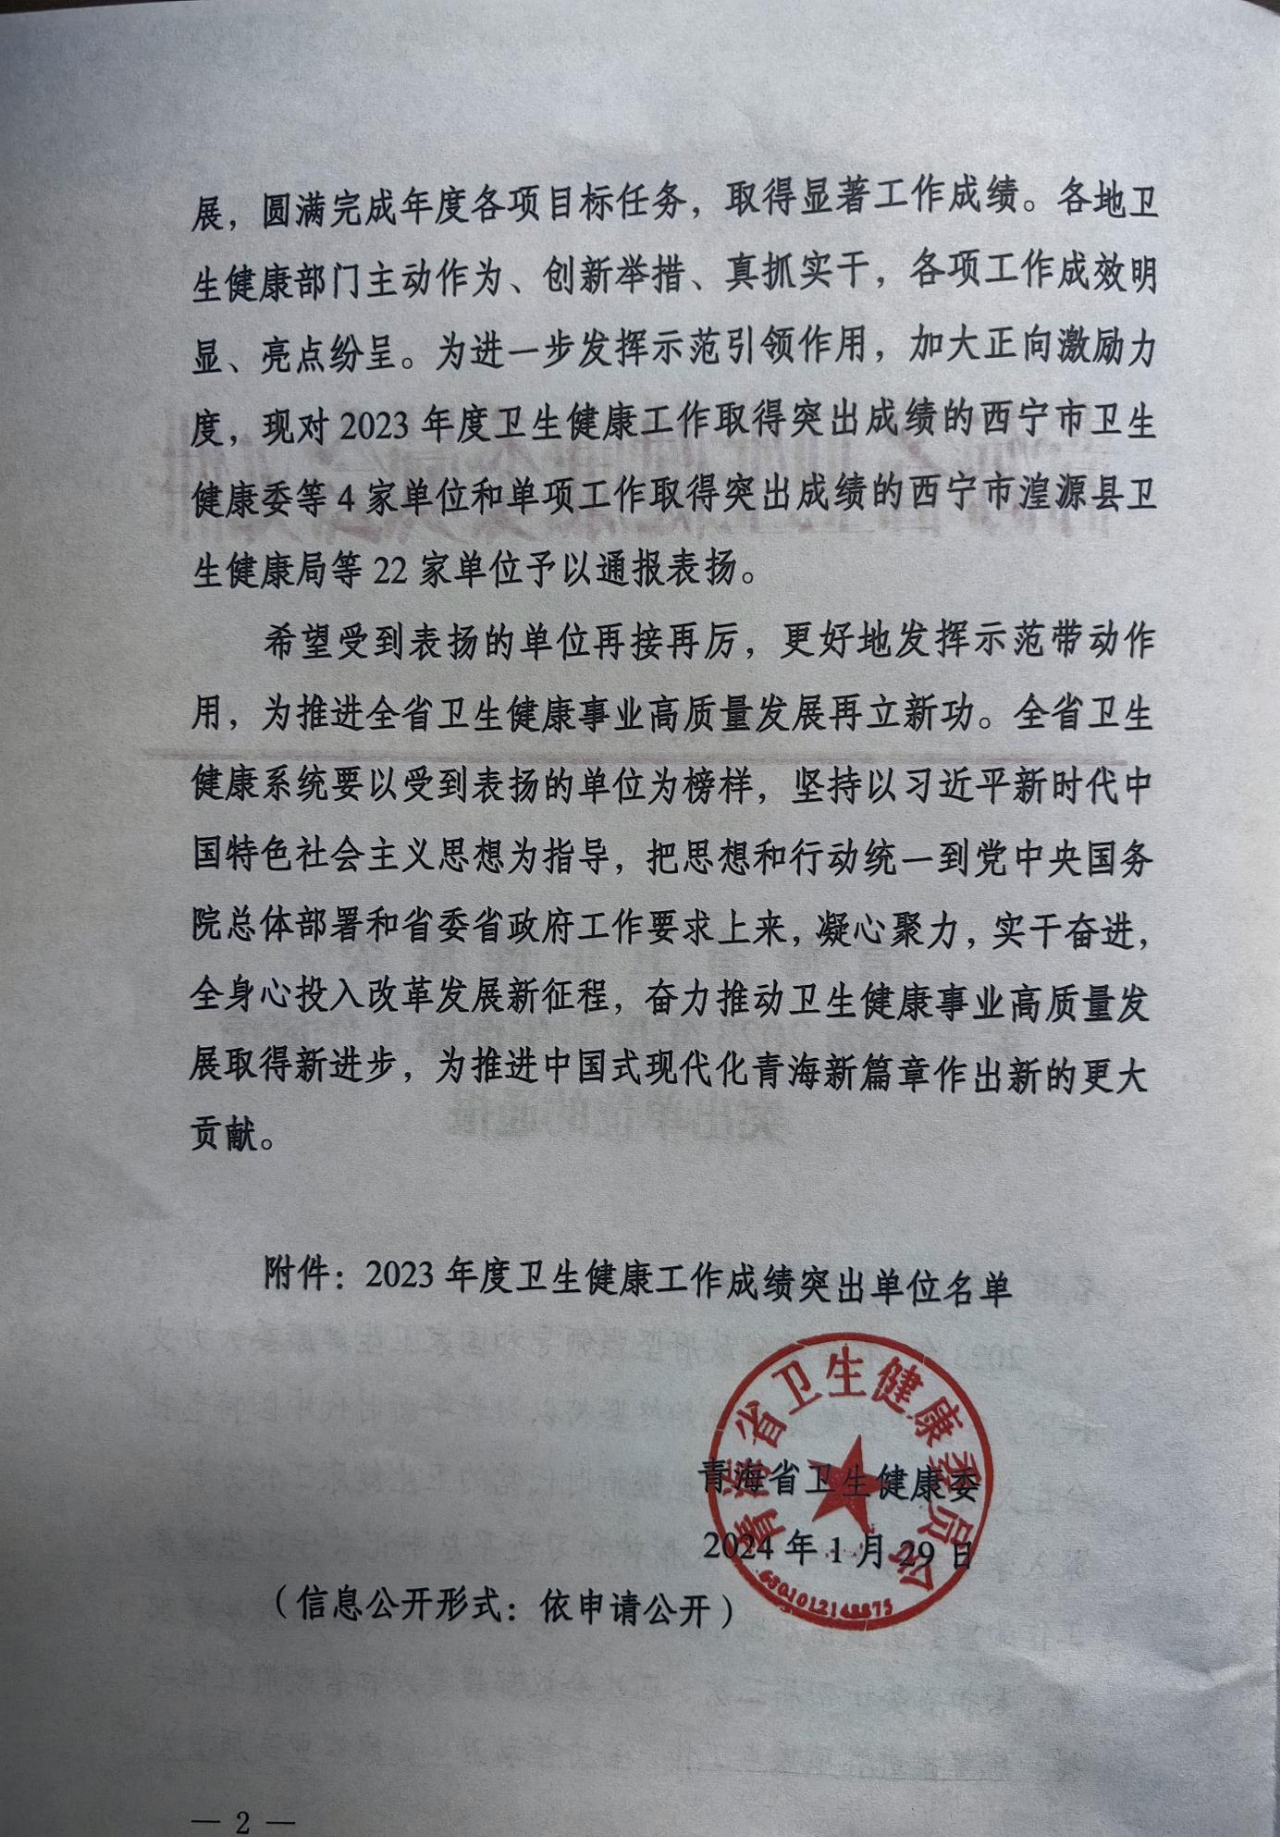 展，圆满完成年度各项目标任务，取得显著工作成绩。各地卫
生健康部门主动作为、创新举措、真抓实干，各项工作成效明
显、亮点纷呈。为进一步发挥示范引领作用，加大正向激励力
度，现对 2023 年度卫生健康工作取得突出成绩的西宁市卫生
健康委等 4 家单位和单项工作取得突出成绩的西宁市湟源县卫
生健康局等 22 家单位予以通报表扬。
希望受到表扬的单位再接再厉，更好地发挥示范带动作
用，为推进全省卫生健康事业高质量发展再立新功。全省卫生
健康系统要以受到表扬的单位为榜样，坚持以习近平新时代中
国特色社会主义思想为指导，把思想和行动统一到党中央国务
院总体部署和省委省政府工作要求上来，凝心聚力，实干奋进，
全身心投入改革发展新征程，奋力推动卫生健康事业高质量发
展取得新进步，为推进中国式现代化青海新篇章作出新的更大
贡献。
附件：2023 年度卫生健康工作成绩突出单位名单
青海省卫生健康委员会
青海省卫生健康委
2024 年 1 月 29 日
（信息公开形式：依申请公开）
— 2 —